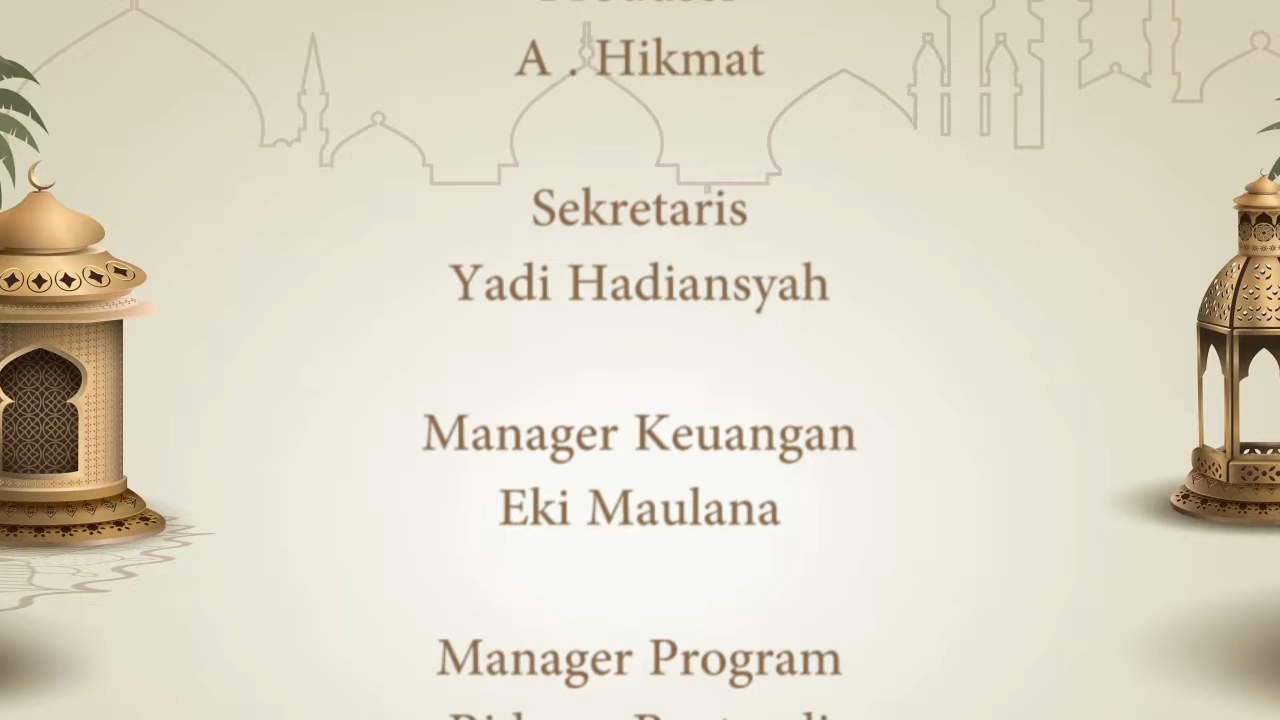 A . Hikmat
Sekretaris
Yadi Hadiansyah
Manager Keuangan
Eki Maulana
Manager Program